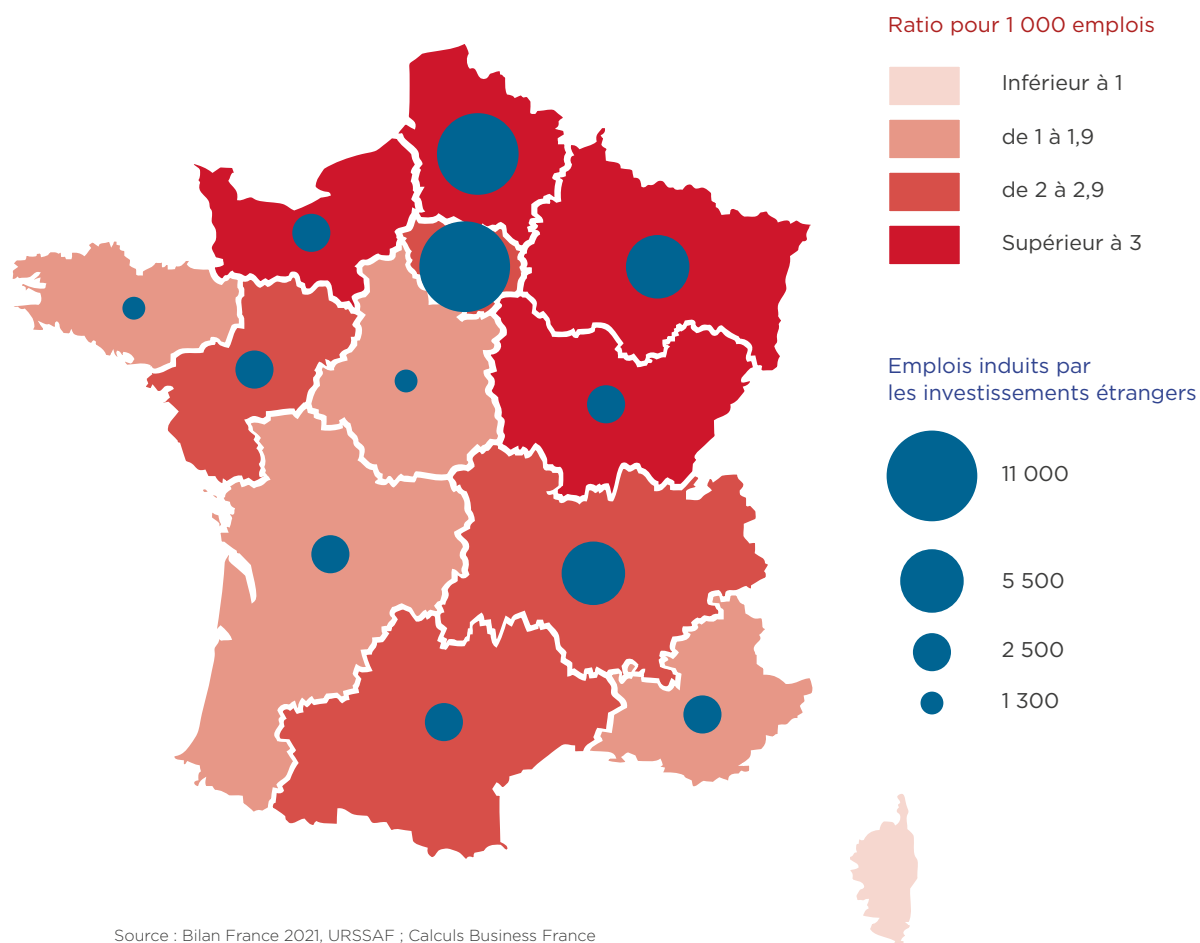 Ratio pour 1 000 emplois
Inférieur à 1
de 1 à 1,9
de 2 à 2,9
Supérieur à 3
Emplois induits par
les investissements étrangers
11 000
5 500
2 500
1 300
Source : Bilan France 2021, URSSAF ; Calculs Business France